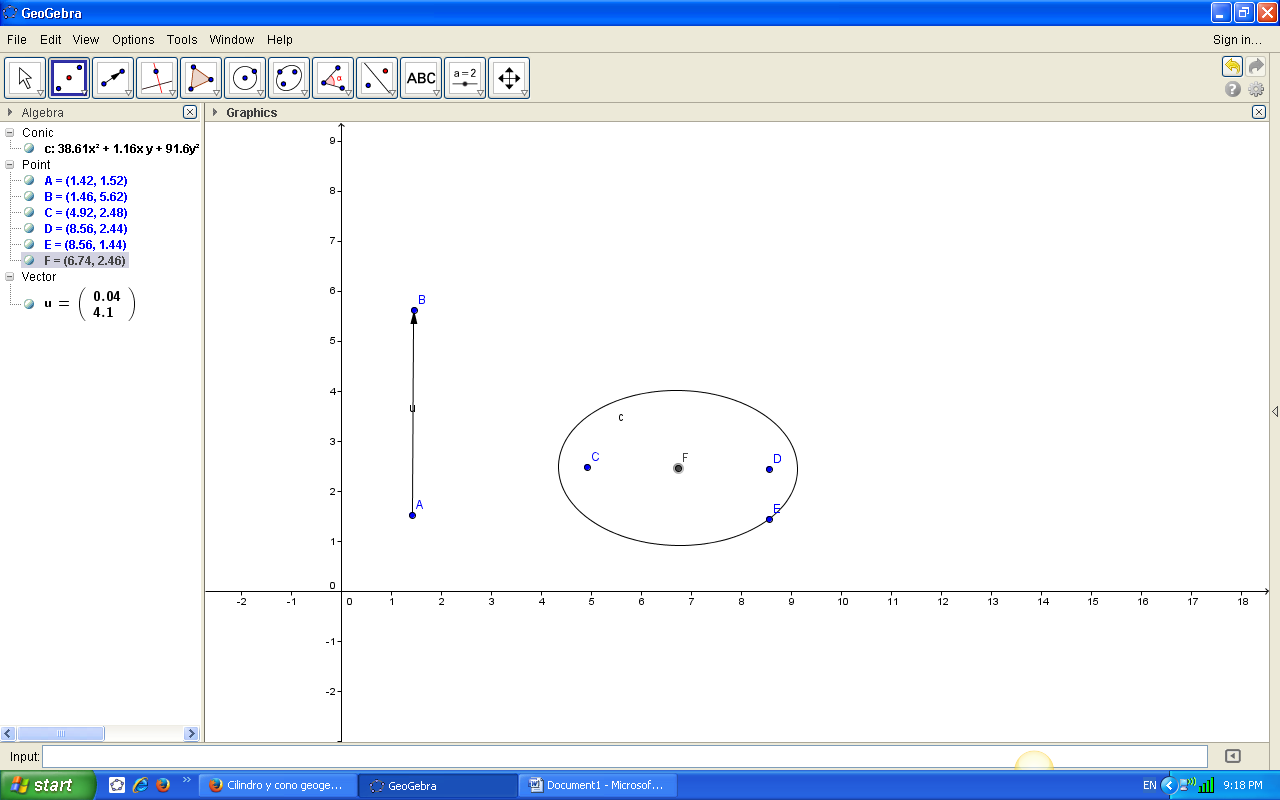 GeoGebra
File Edit View Options Tools Window Help Sign in...
α ABC a = 2
Algebra
Graphics
Conic
c: 38.61x² + 1.16x y + 91.6y²
Point
A = (1.42, 1.52)
B = (1.46, 5.62)
C = (4.92, 2.48)
D = (8.56, 2.44)
E = (8.56, 1.44)
F = (6.74, 2.46)
Vector
u = ( 0.04
4.1 )
9
8
7
6
5
4
3
2
1
0
-1
-2
-2 -1 0 1 2 3 4 5 6 7 8 9 10 11 12 13 14 15 16 17 18
B
u
A
c
C F D
E
Input:
start Cilindro y cono geoge... GeoGebra Document1 - Microsof... EN 9:18 PM